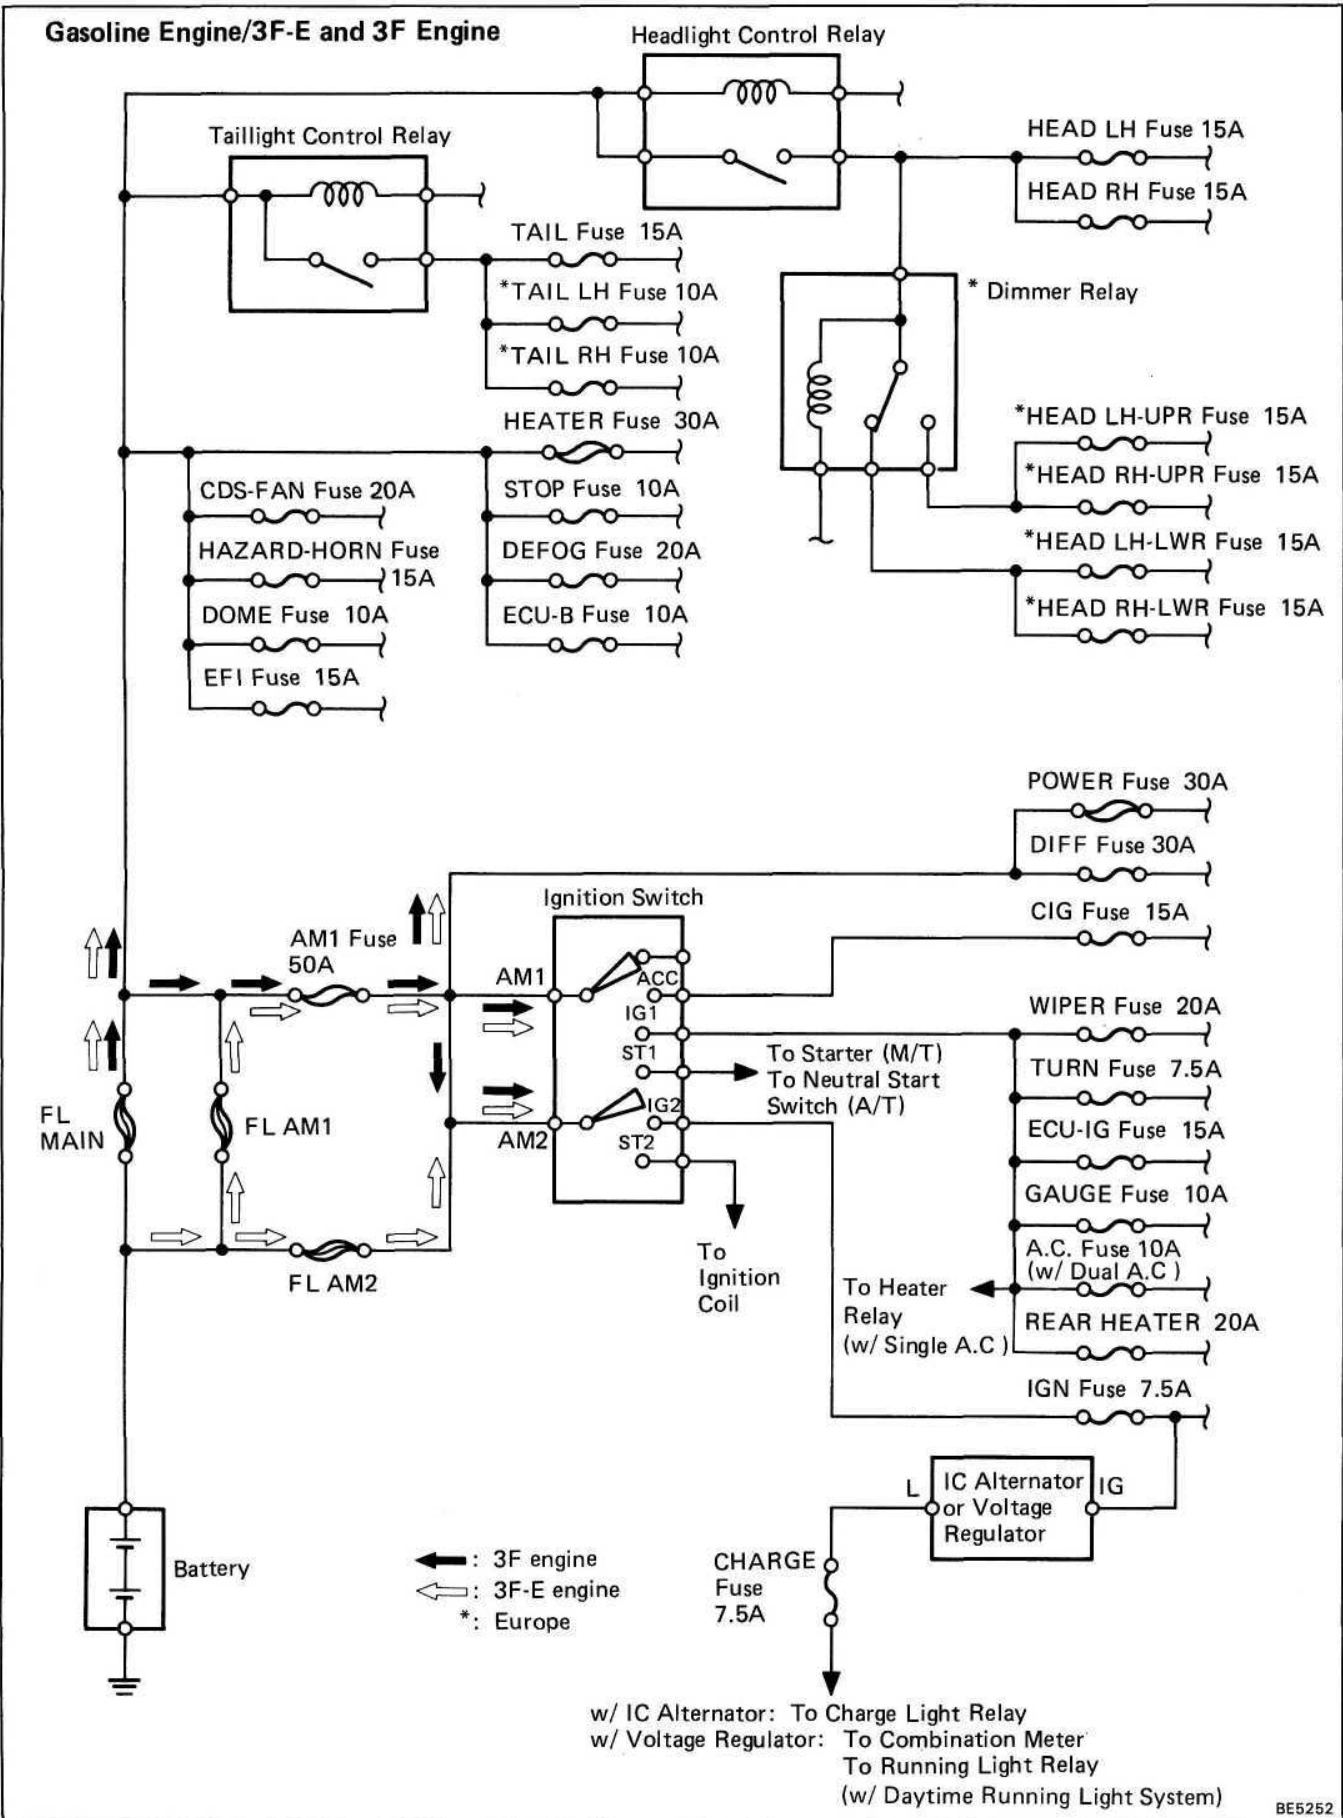 Gasoline Engine/3F-E and 3F Engine
Headlight Control Relay
Taillight Control Relay
HEAD LH Fuse 15A
HEAD RH Fuse 15A
TAIL Fuse 15A
*TAIL LH Fuse 10A
*TAIL RH Fuse 10A
* Dimmer Relay
HEATER Fuse 30A
*HEAD LH-UPR Fuse 15A
*HEAD RH-UPR Fuse 15A
*HEAD LH-LWR Fuse 15A
*HEAD RH-LWR Fuse 15A
CDS-FAN Fuse 20A
STOP Fuse 10A
HAZARD-HORN Fuse
15A
DEFOG Fuse 20A
DOME Fuse 10A
ECU-B Fuse 10A
EFI Fuse 15A
POWER Fuse 30A
DIFF Fuse 30A
CIG Fuse 15A
Ignition Switch
AM1 Fuse
50A
AM1
ACC
IG1
ST1
IG2
AM2
ST2
WIPER Fuse 20A
To Starter (M/T)
To Neutral Start
Switch (A/T)
TURN Fuse 7.5A
ECU-IG Fuse 15A
GAUGE Fuse 10A
A.C. Fuse 10A
(w/ Dual A.C )
REAR HEATER 20A
FL
MAIN
FL AM1
FL AM2
To
Ignition
Coil
To Heater
Relay
(w/ Single A.C )
IGN Fuse 7.5A
L
IC Alternator
or Voltage
Regulator
IG
Battery
: 3F engine
: 3F-E engine
*: Europe
CHARGE
Fuse
7.5A
w/ IC Alternator: To Charge Light Relay
w/ Voltage Regulator: To Combination Meter
To Running Light Relay
(w/ Daytime Running Light System)
BE5252